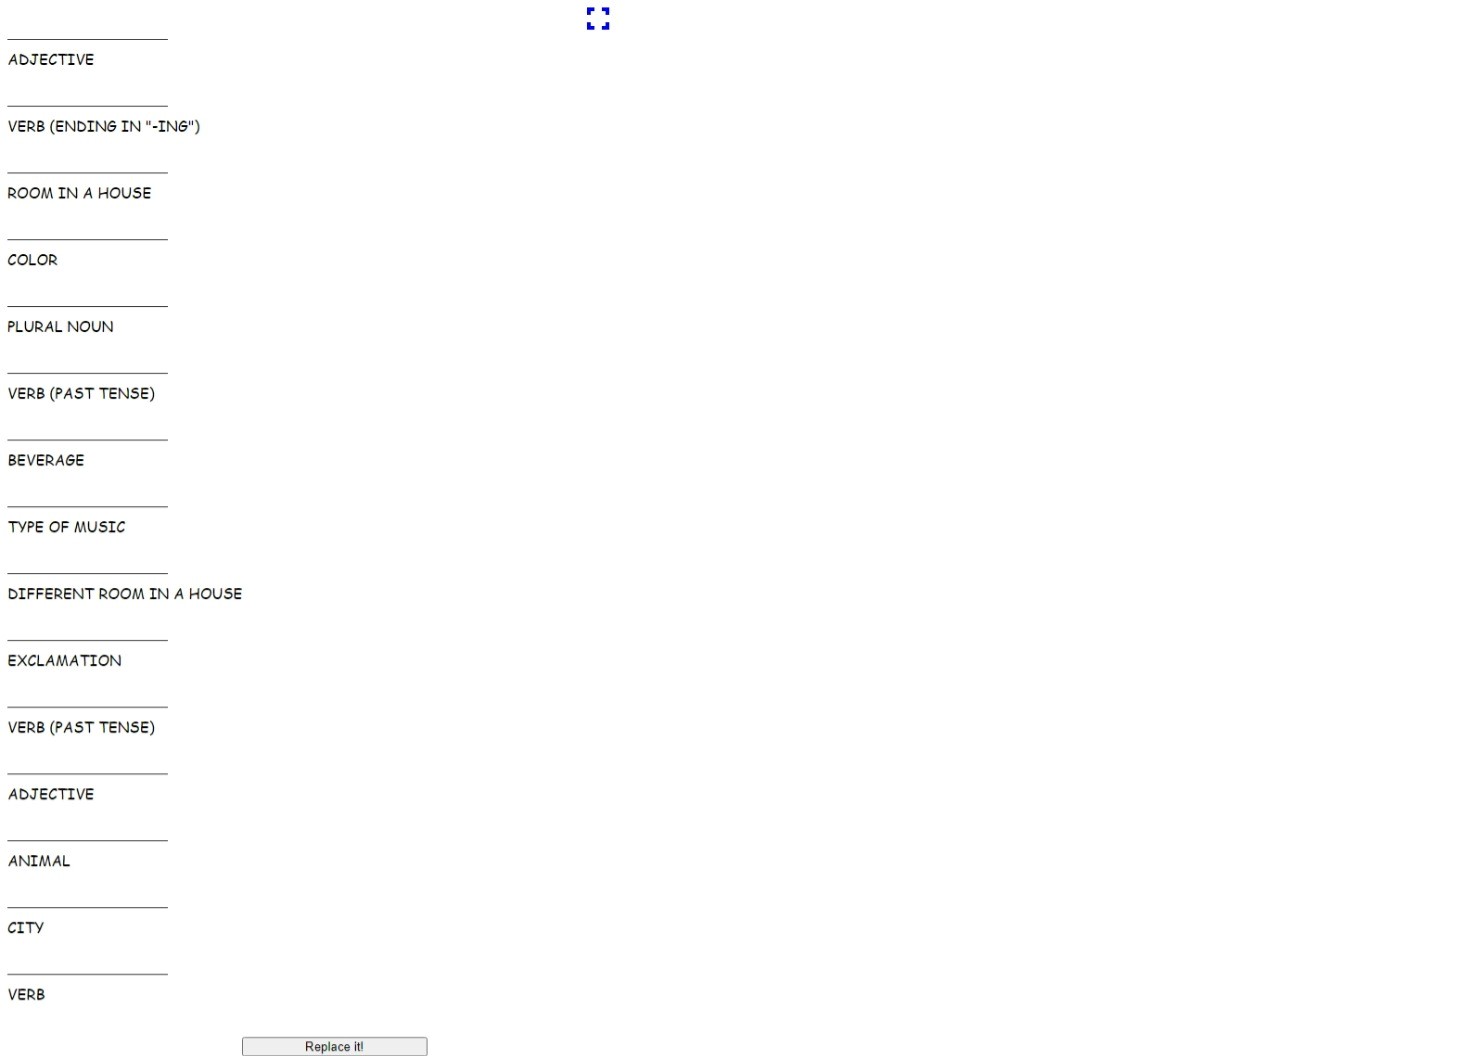 ADJECTIVE
VERB (ENDING IN "-ING")
ROOM IN A HOUSE
COLOR
PLURAL NOUN
VERB (PAST TENSE)
BEVERAGE
TYPE OF MUSIC
DIFFERENT ROOM IN A HOUSE
EXCLAMATION
VERB (PAST TENSE)
ADJECTIVE
ANIMAL
CITY
VERB
Replace it!